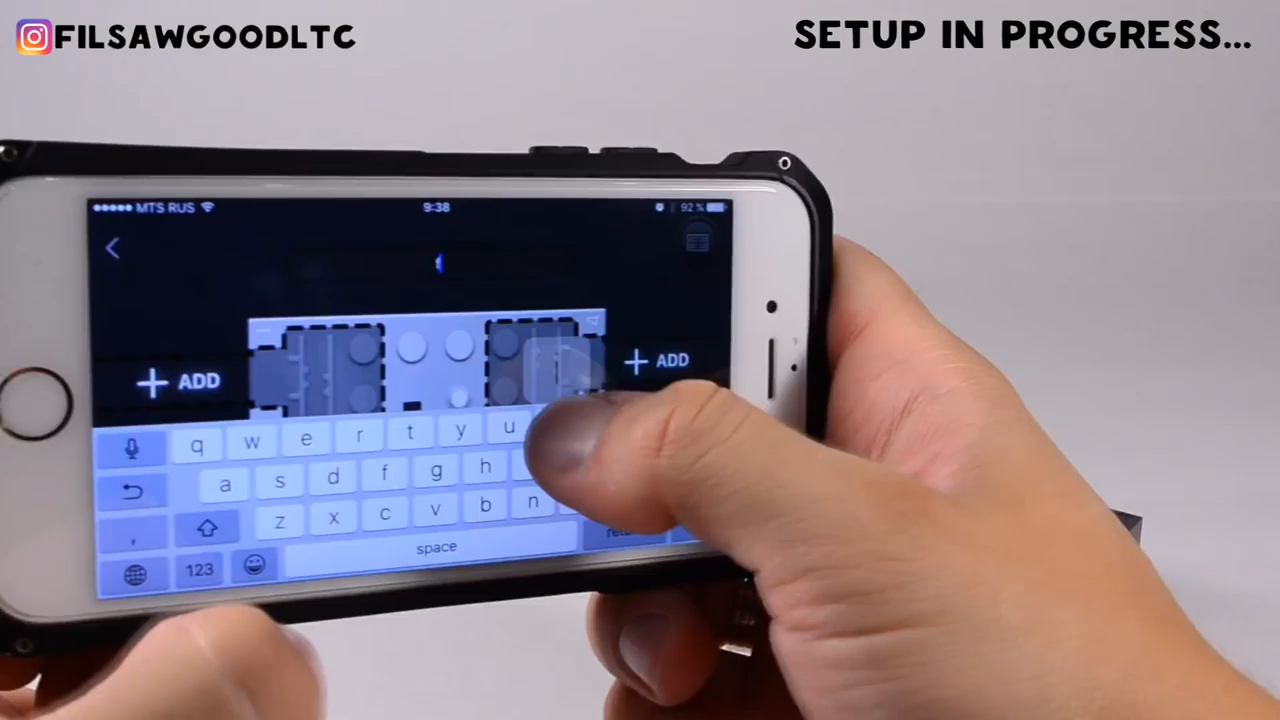 FILSAWGOODLTC
SETUP IN PROGRESS...
MTS RUS
9:38
92 %
ADD
ADD
q w e r t y u
a s d f g h
z x c v b n
,
123
space